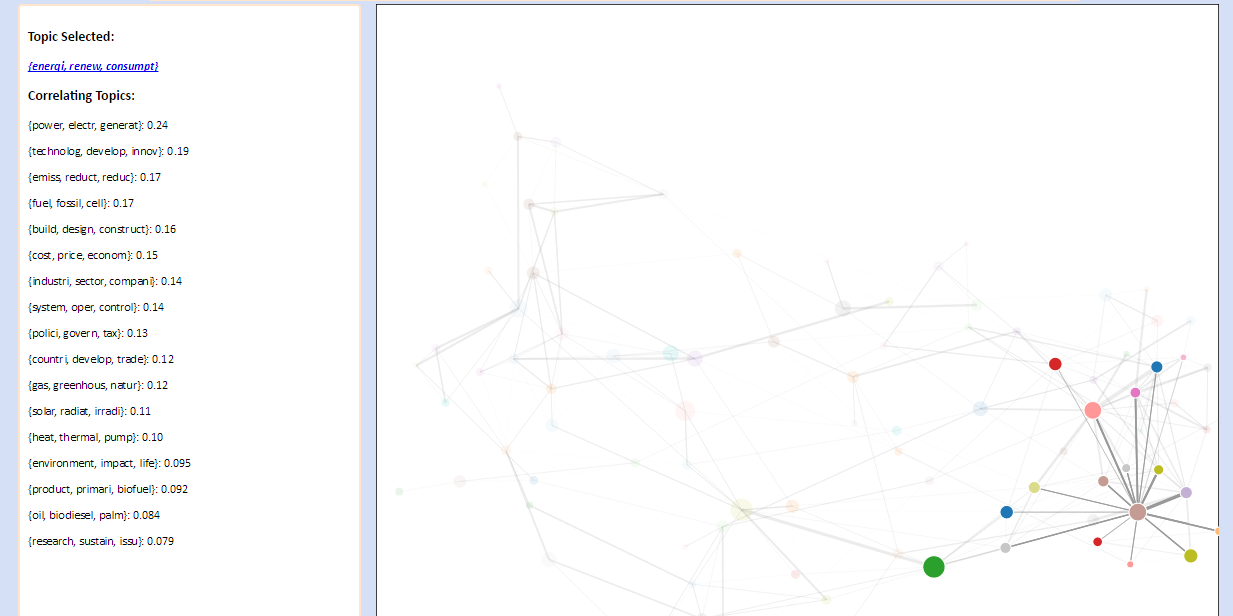 Topic Selected:
{energi, renew, consumpt}
Correlating Topics:
{power, electr, generat}: 0.24
{technolog, develop, innov}: 0.19
{emiss, reduct, reduc}: 0.17
{fuel, fossil, cell}: 0.17
{build, design, construct}: 0.16
{cost, price, econom}: 0.15
{industri, sector, compani}: 0.14
{system, oper, control}: 0.14
{polici, govern, tax}: 0.13
{countri, develop, trade}: 0.12
{gas, greenhous, natur}: 0.12
{solar, radiat, irradi}: 0.11
{heat, thermal, pump}: 0.10
{environment, impact, life}: 0.095
{product, primari, biofuel}: 0.092
{oil, biodiesel, palm}: 0.084
{research, sustain, issu}: 0.079